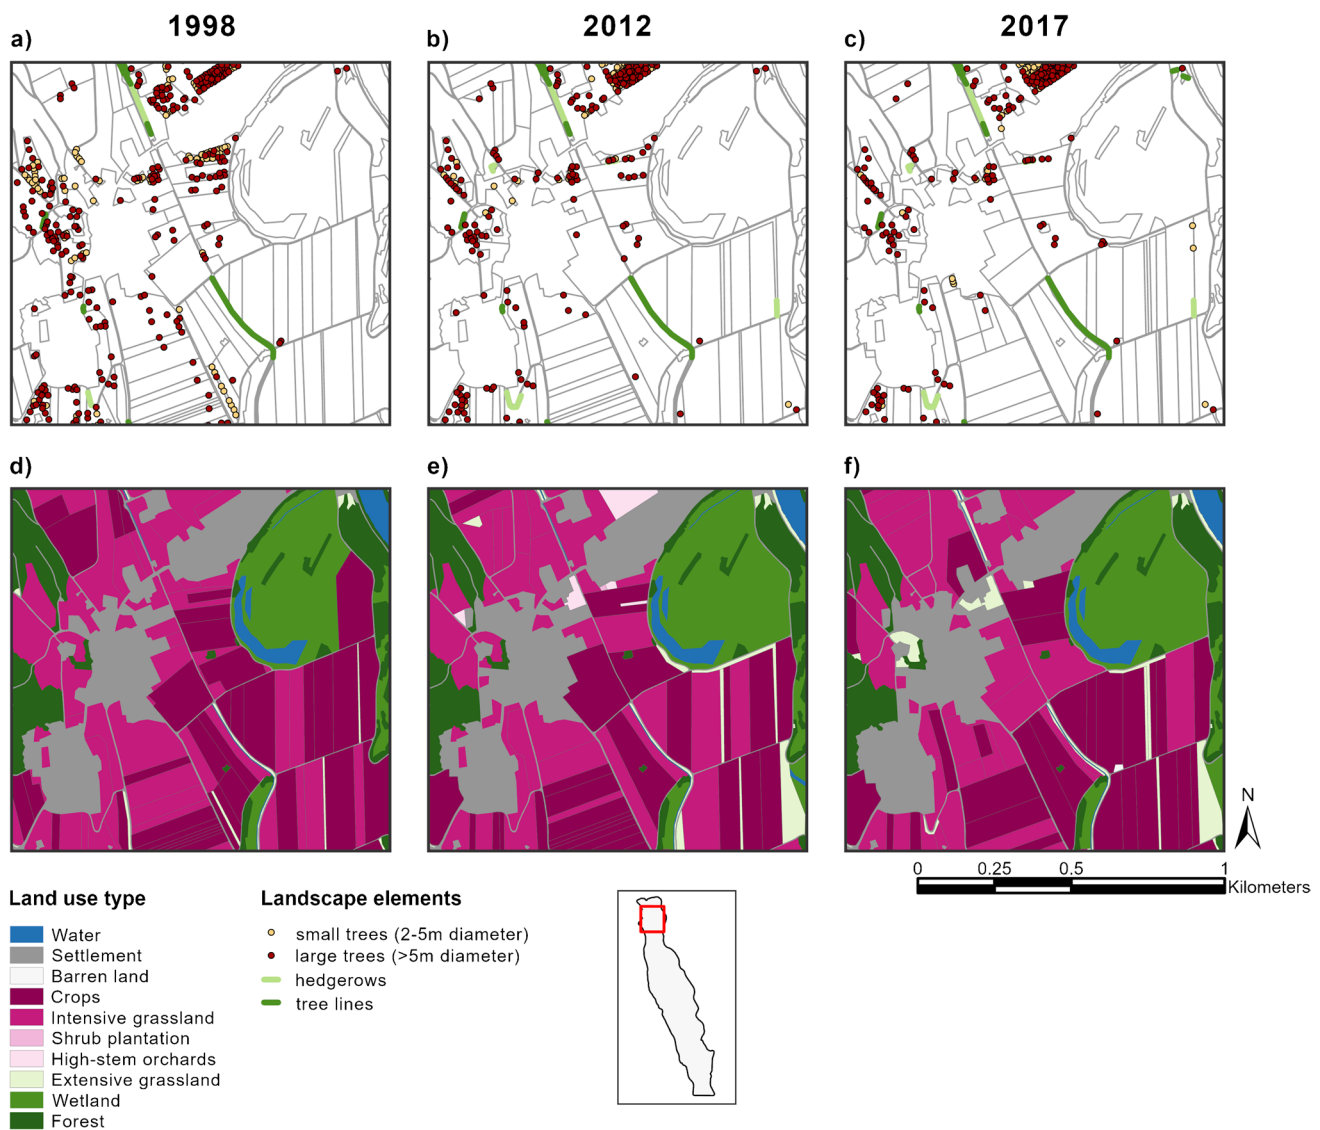 1998
2012
2017
a)
b)
c)
d)
e)
f)
N
0
0.25
0.5
1
Kilometers
Land use type
Water
Settlement
Barren land
Crops
Intensive grassland
Shrub plantation
High-stem orchards
Extensive grassland
Wetland
Forest
Landscape elements
small trees (2-5m diameter)
large trees (>5m diameter)
hedgerows
tree lines